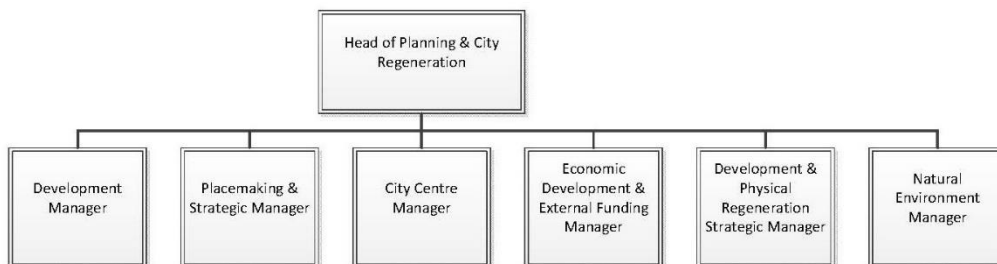 Head of Planning & City
Regeneration
Development
Manager
Placemaking &
Strategic Manager
City Centre
Manager
Economic
Development &
External Funding
Manager
Development &
Physical
Regeneration
Strategic Manager
Natural
Environment
Manager